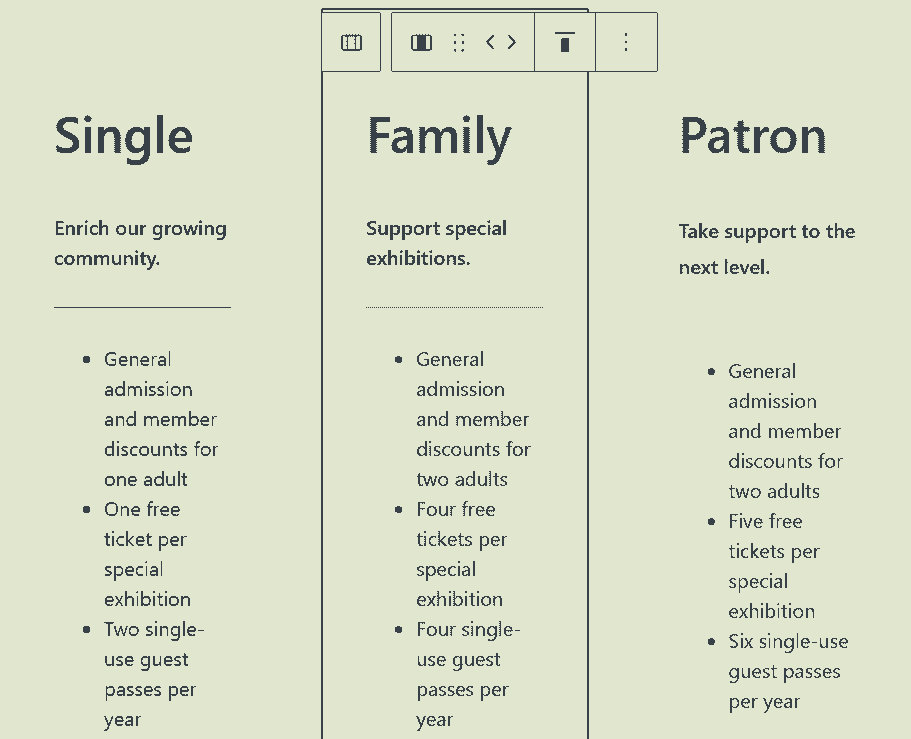 Single
Enrich our growing
community.
General
admission
and member
discounts for
one adult
One free
ticket per
special
exhibition
Two single-
use guest
passes per
year
Family
Support special
exhibitions.
General
admission
and member
discounts for
two adults
Four free
tickets per
special
exhibition
Four single-
use guest
passes per
year
Patron
Take support to the
next level.
General
admission
and member
discounts for
two adults
Five free
tickets per
special
exhibition
Six single-use
guest passes
per year